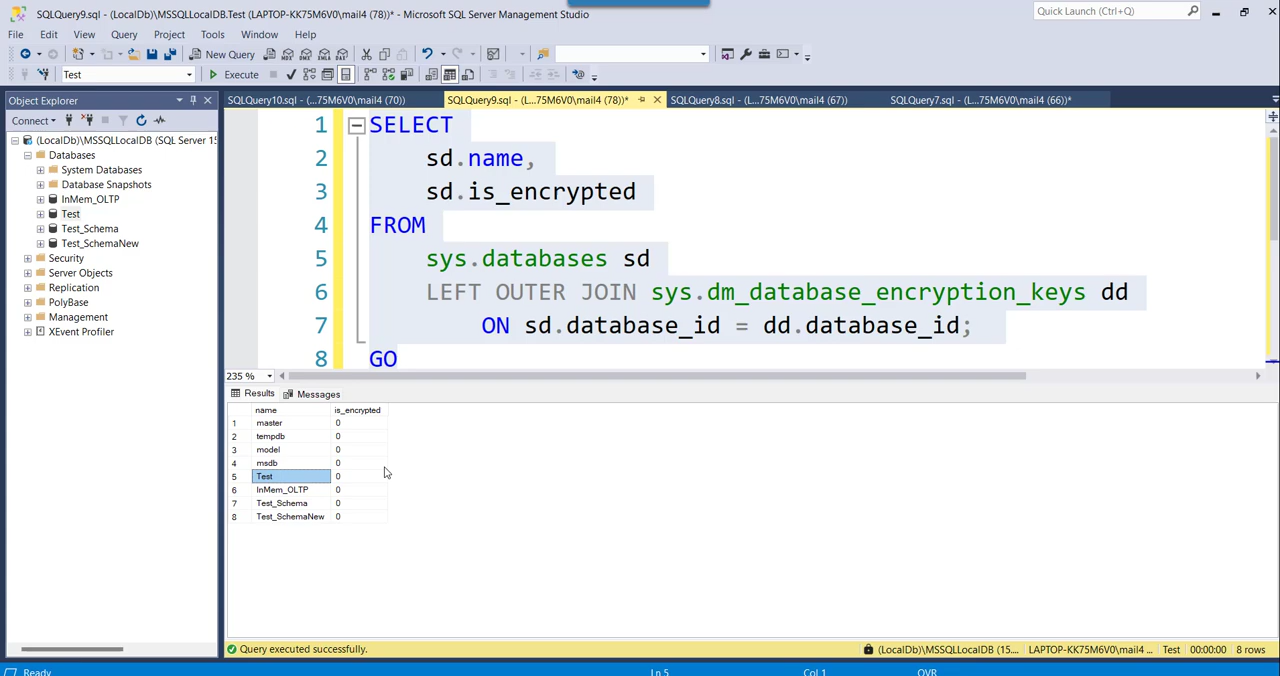 SQLQuery9.sql - (LocalDb)\MSSQLLocalDB.Test (LAPTOP-KK75M6V0\mail4 (78))* - Microsoft SQL Server Management Studio
Quick Launch (Ctrl+Q)
File Edit View Query Project Tools Window Help
New Query
Test Execute
Object Explorer
SQLQuery10.sql - (...75M6V0\mail4 (70)) SQLQuery9.sql - (L...75M6V0\mail4 (78))* SQLQuery8.sql - (L...75M6V0\mail4 (67)) SQLQuery7.sql - (L...75M6V0\mail4 (66))*
Connect
(LocalDb)\MSSQLLocalDB (SQL Server 15
Databases
System Databases
Database Snapshots
InMem_OLTP
Test
Test_Schema
Test_SchemaNew
Security
Server Objects
Replication
PolyBase
Management
XEvent Profiler
1 SELECT
2 sd.name,
3 sd.is_encrypted
4 FROM
5 sys.databases sd
6 LEFT OUTER JOIN sys.dm_database_encryption_keys dd
7 ON sd.database_id = dd.database_id;
8 GO
235 %
Results Messages
name is_encrypted
1 master 0
2 tempdb 0
3 model 0
4 msdb 0
5 Test 0
6 InMem_OLTP 0
7 Test_Schema 0
8 Test_SchemaNew 0
Query executed successfully. (LocalDb)\MSSQLLocalDB (15.... LAPTOP-KK75M6V0\mail4 ... Test 00:00:00 8 rows
Ready Ln 5 Col 1 OVR